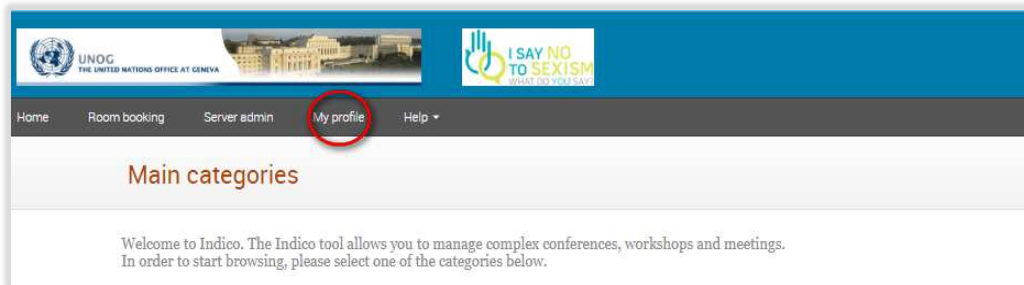 UNOG
THE UNITED NATIONS OFFICE AT GENEVA
I SAY NO
TO SEXISM
WHAT DO YOU SAY?
Home Room booking Server admin My profile Help
Main categories
Welcome to Indico. The Indico tool allows you to manage complex conferences, workshops and meetings.
In order to start browsing, please select one of the categories below.